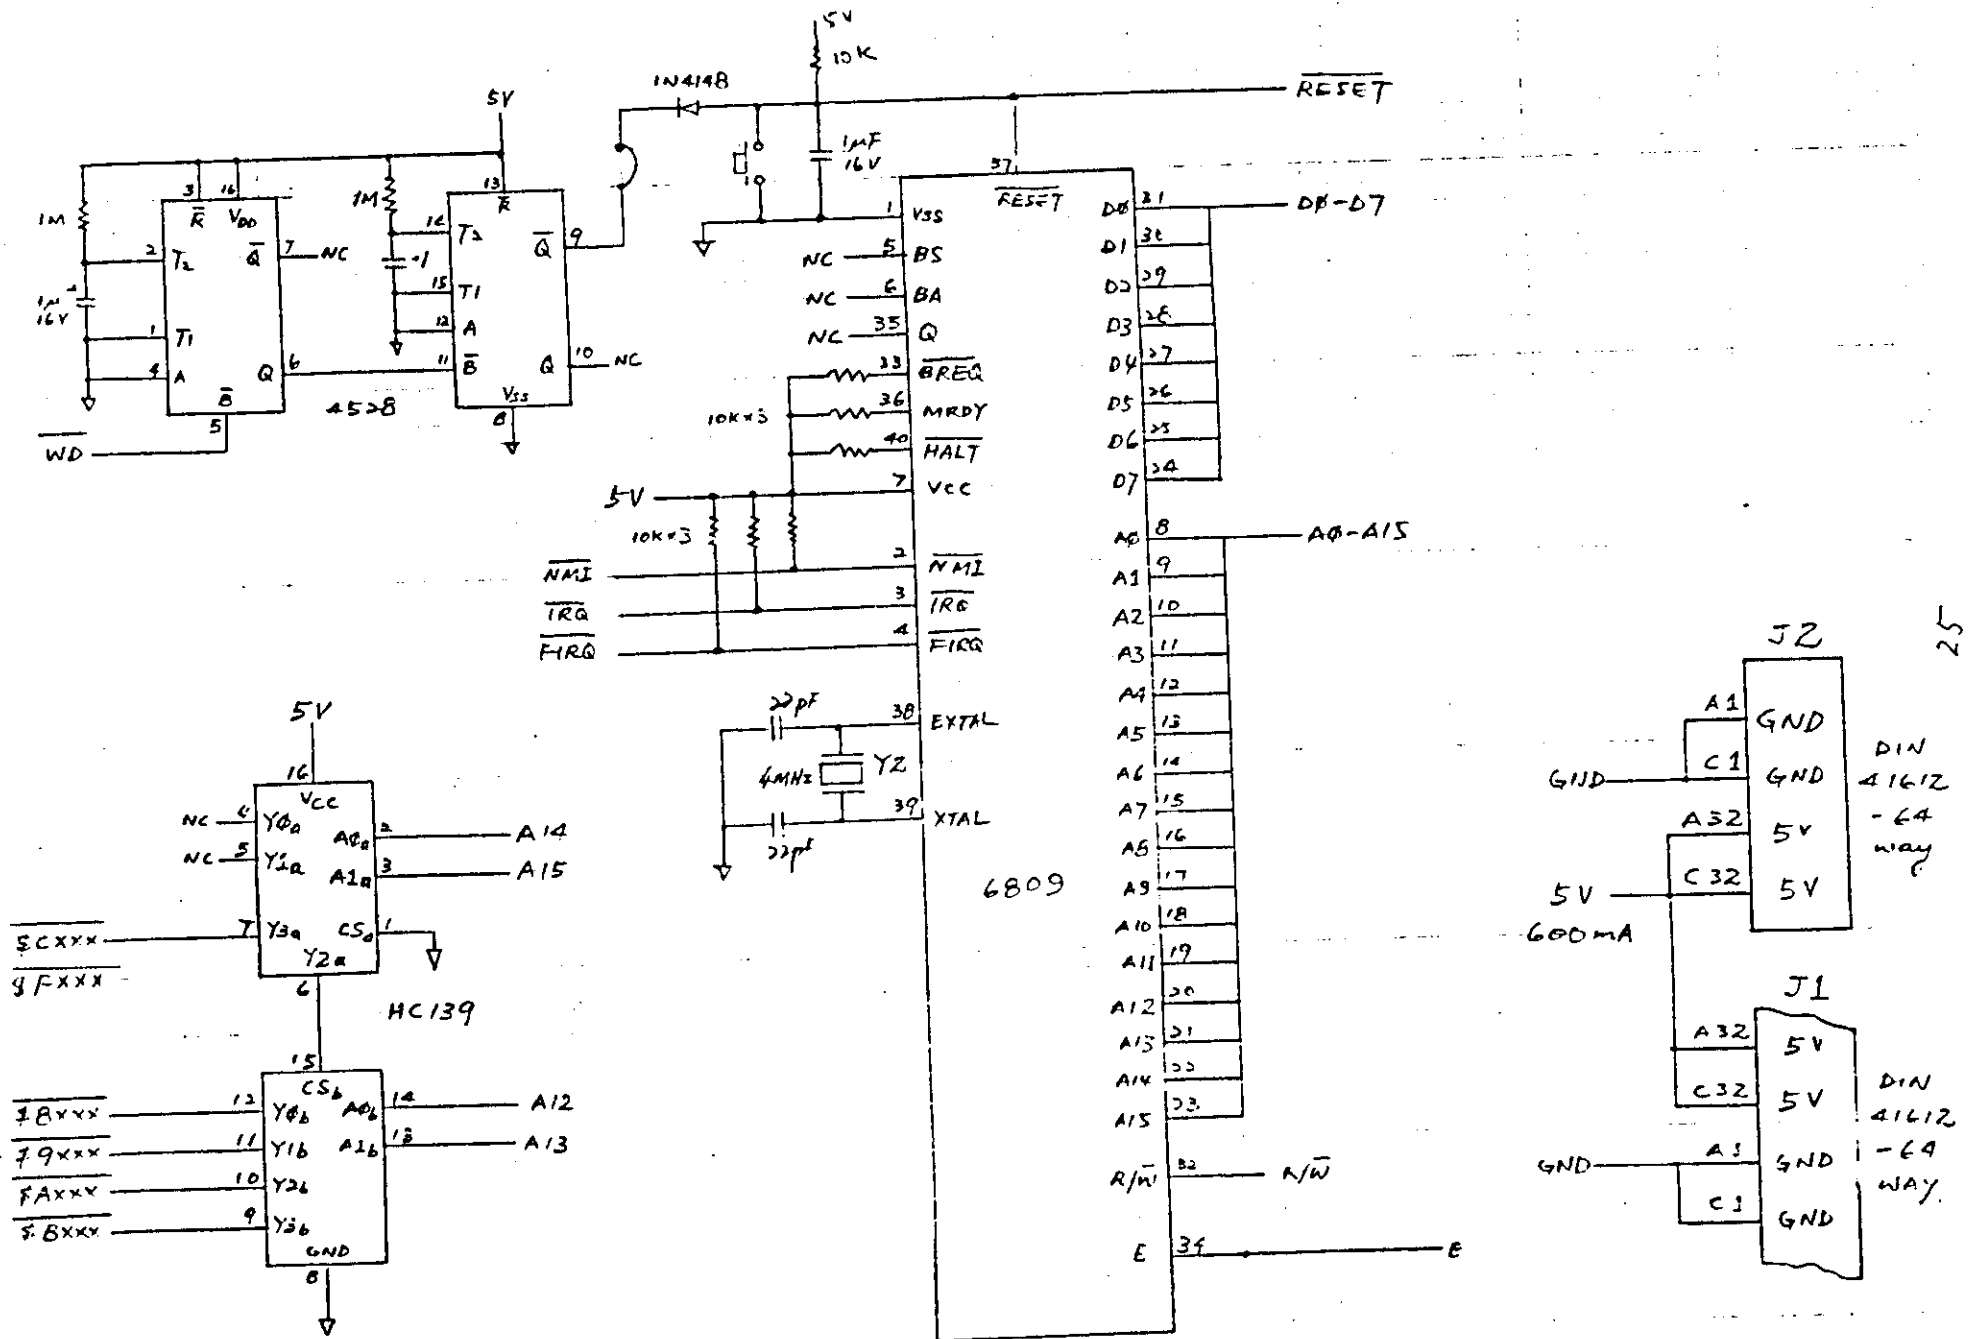 5V
10K
1N4148
RESET
1µF
16V
5V
1M
3
R
16
VDD
2
T2
Q
7
NC
1µ
16V
+
1
T1
4
A
Q
6
B
5
WD
4528
1M
13
R
14
T2
Q
9
.1
15
T1
12
A
11
B
Q
10
NC
VSS
8
37
RESET
1
VSS
NC
5
BS
NC
6
BA
NC
35
Q
33
BREQ
10K×3
36
MRDY
40
HALT
5V
7
VCC
10K×3
NMI
2
NMI
IRQ
3
IRQ
FIRQ
4
FIRQ
22pF
38
EXTAL
4MHz
Y2
39
XTAL
22pF
6809
DØ
31
DØ-D7
D1
30
D2
29
D3
28
D4
27
D5
26
D6
25
D7
24
AØ
8
AØ-A15
A1
9
A2
10
A3
11
A4
12
A5
13
A6
14
A7
15
A8
16
A9
17
A10
18
A11
19
A12
20
A13
21
A14
22
A15
23
R/W
32
R/W
E
34
E
5V
16
VCC
NC
4
YØa
AØa
2
A14
NC
5
Y1a
A1a
3
A15
$CXXX
7
Y3a
CSa
1
$FXXX
Y2a
6
HC139
15
CSb
$8XXX
12
YØb
AØb
14
A12
$9XXX
11
Y1b
A1b
13
A13
$AXXX
10
Y2b
$BXXX
9
Y3b
GND
8
25
J2
A1
GND
GND
C1
GND
A32
5V
5V
C32
5V
600mA
DIN
41612
-64
way
J1
A32
5V
C32
5V
GND
A1
GND
C1
GND
DIN
41612
-64
WAY.